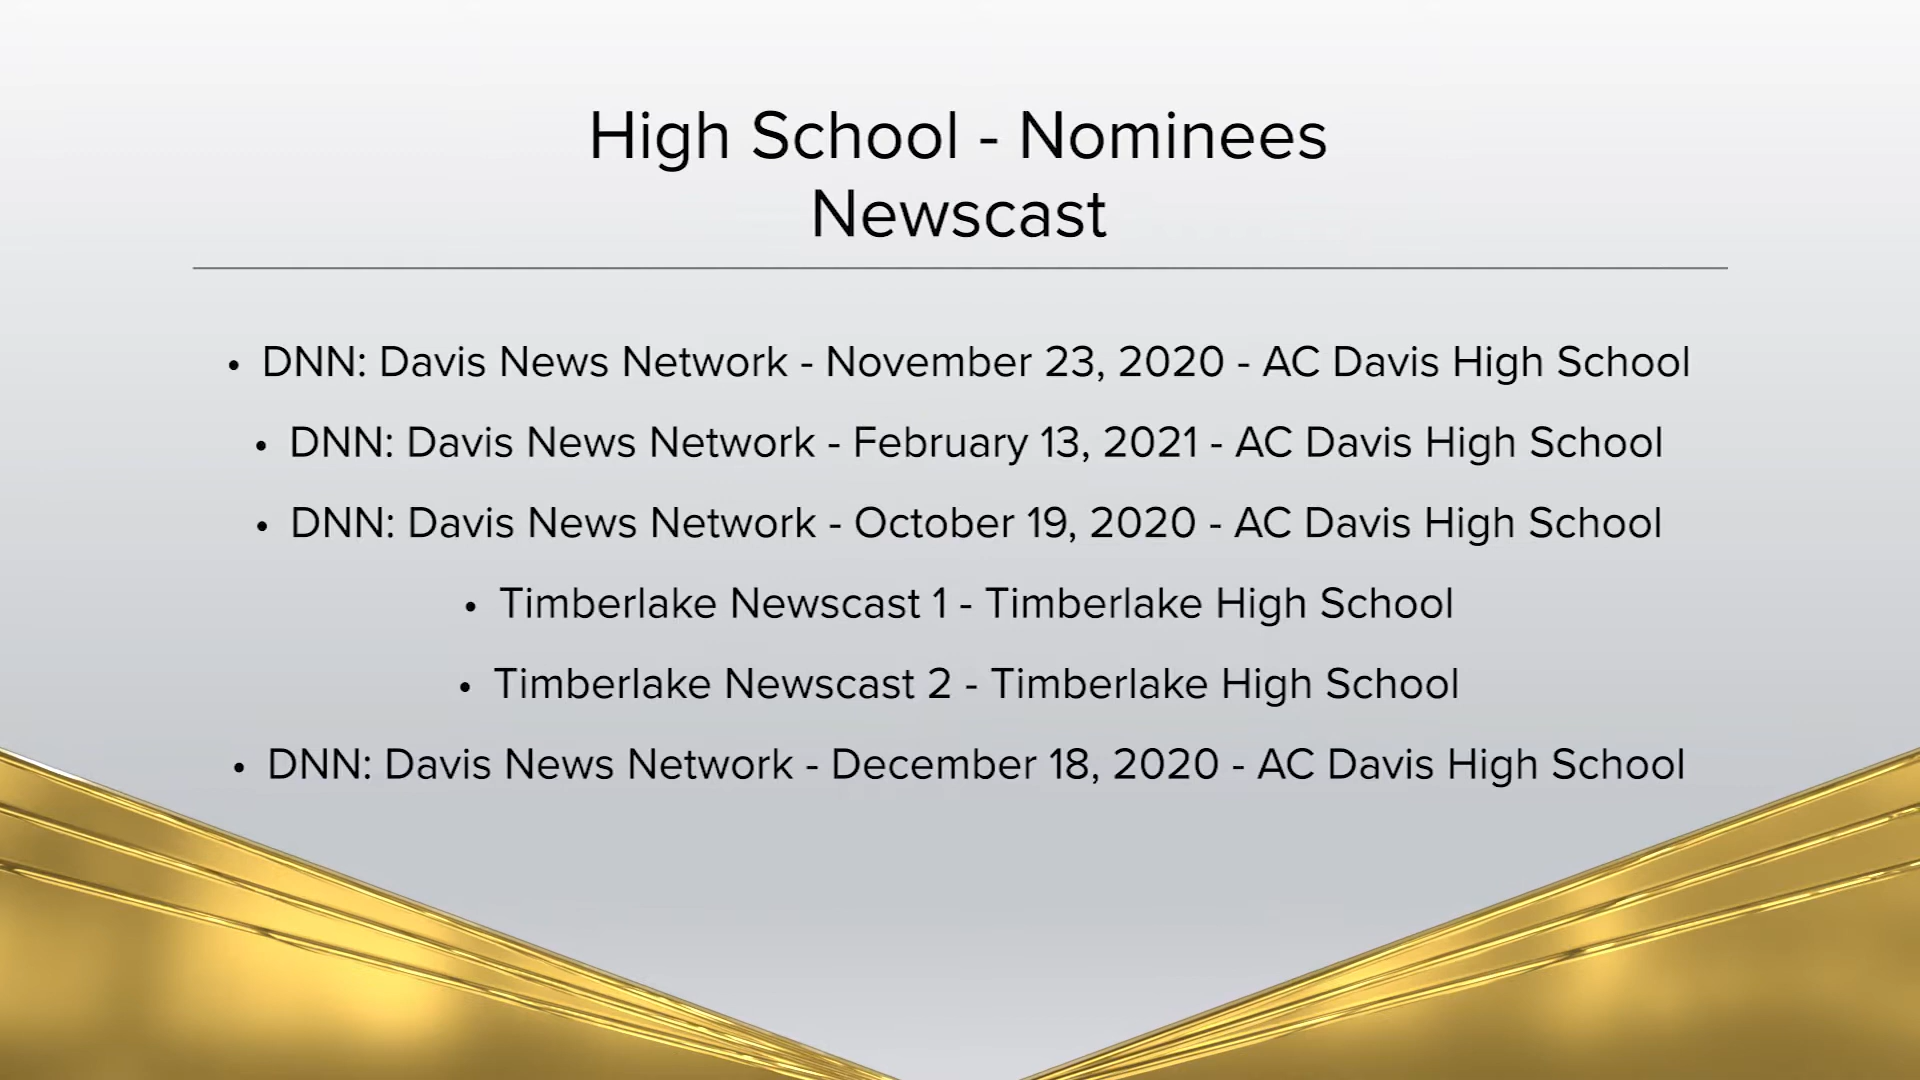 High School - Nominees
Newscast
• DNN: Davis News Network - November 23, 2020 - AC Davis High School
• DNN: Davis News Network - February 13, 2021 - AC Davis High School
• DNN: Davis News Network - October 19, 2020 - AC Davis High School
• Timberlake Newscast 1 - Timberlake High School
• Timberlake Newscast 2 - Timberlake High School
• DNN: Davis News Network - December 18, 2020 - AC Davis High School